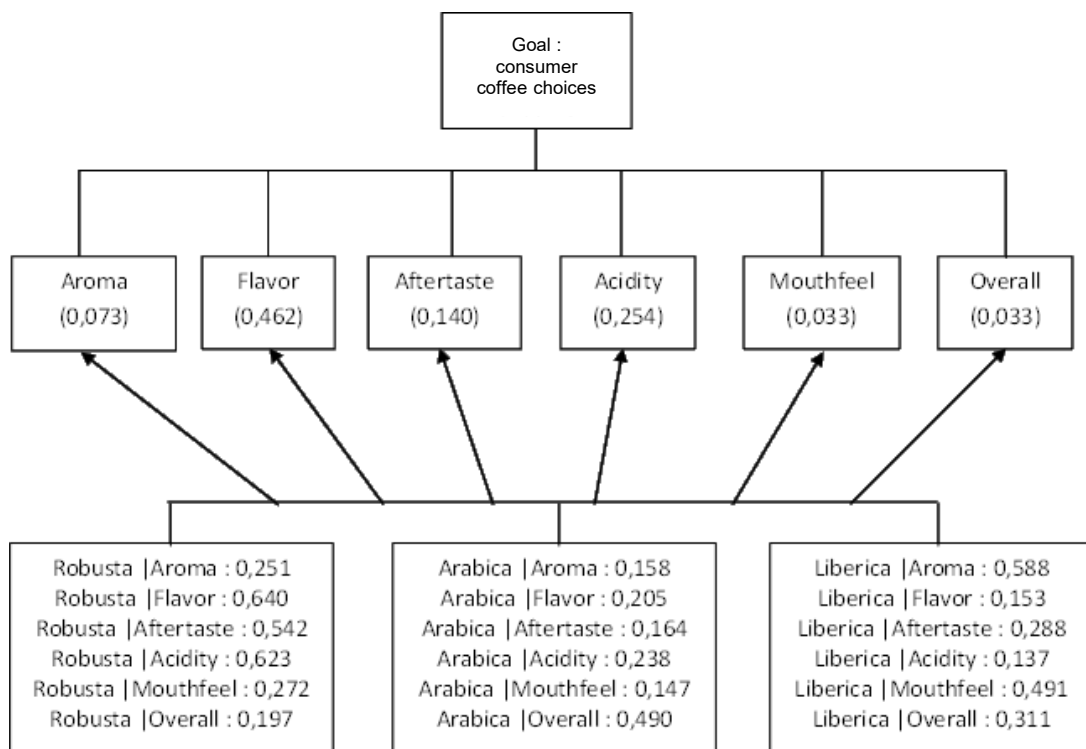 Goal :
consumer
coffee choices
Aroma
(0,073)
Flavor
(0,462)
Aftertaste
(0,140)
Acidity
(0,254)
Mouthfeel
(0,033)
Overall
(0,033)
Robusta |Aroma : 0,251
Robusta |Flavor : 0,640
Robusta |Aftertaste : 0,542
Robusta |Acidity : 0,623
Robusta |Mouthfeel : 0,272
Robusta |Overall : 0,197
Arabica |Aroma : 0,158
Arabica |Flavor : 0,205
Arabica |Aftertaste : 0,164
Arabica |Acidity : 0,238
Arabica |Mouthfeel : 0,147
Arabica |Overall : 0,490
Liberica |Aroma : 0,588
Liberica |Flavor : 0,153
Liberica |Aftertaste : 0,288
Liberica |Acidity : 0,137
Liberica |Mouthfeel : 0,491
Liberica |Overall : 0,311